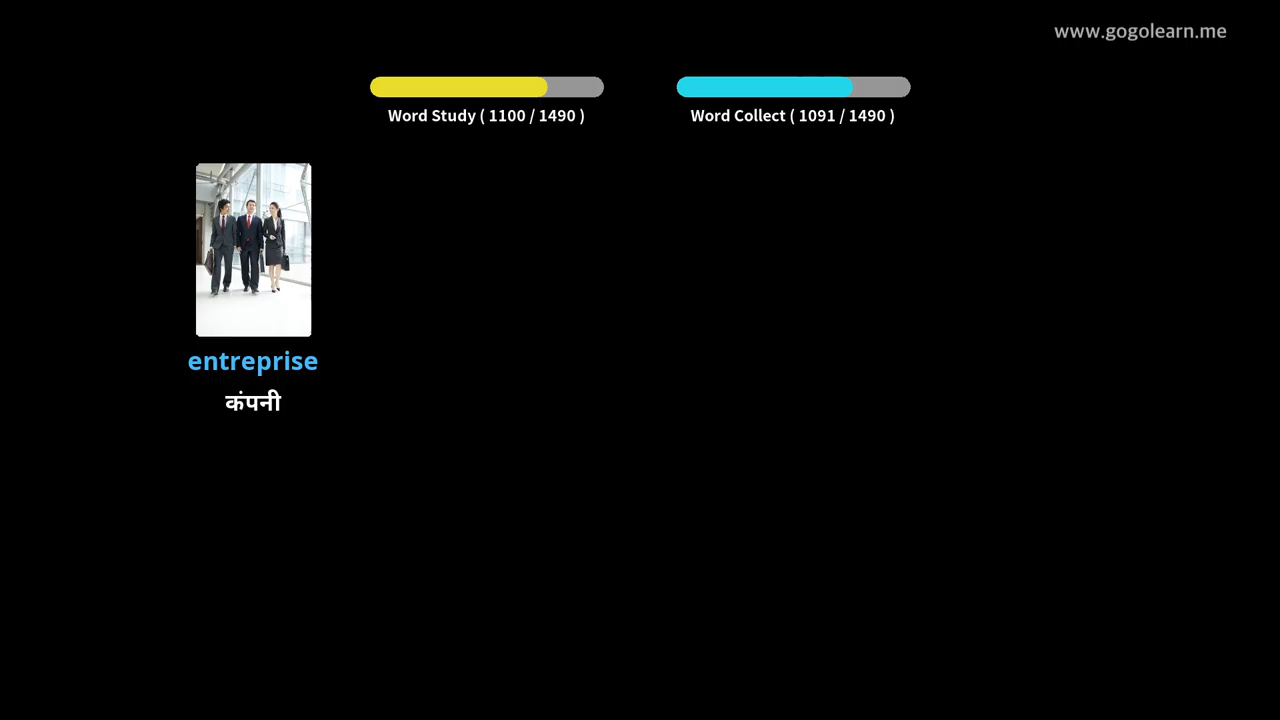 www.gogolearn.me
Word Study ( 1100 / 1490 )
Word Collect ( 1091 / 1490 )
entreprise
कंपनी